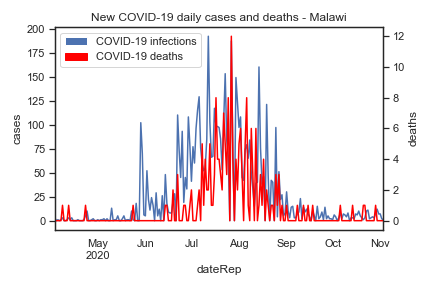 New COVID-19 daily cases and deaths - Malawi
COVID-19 infections
COVID-19 deaths
200
175
150
125
100
75
50
25
0
cases
12
10
8
6
4
2
0
deaths
May
2020
Jun
Jul
Aug
Sep
Oct
Nov
dateRep